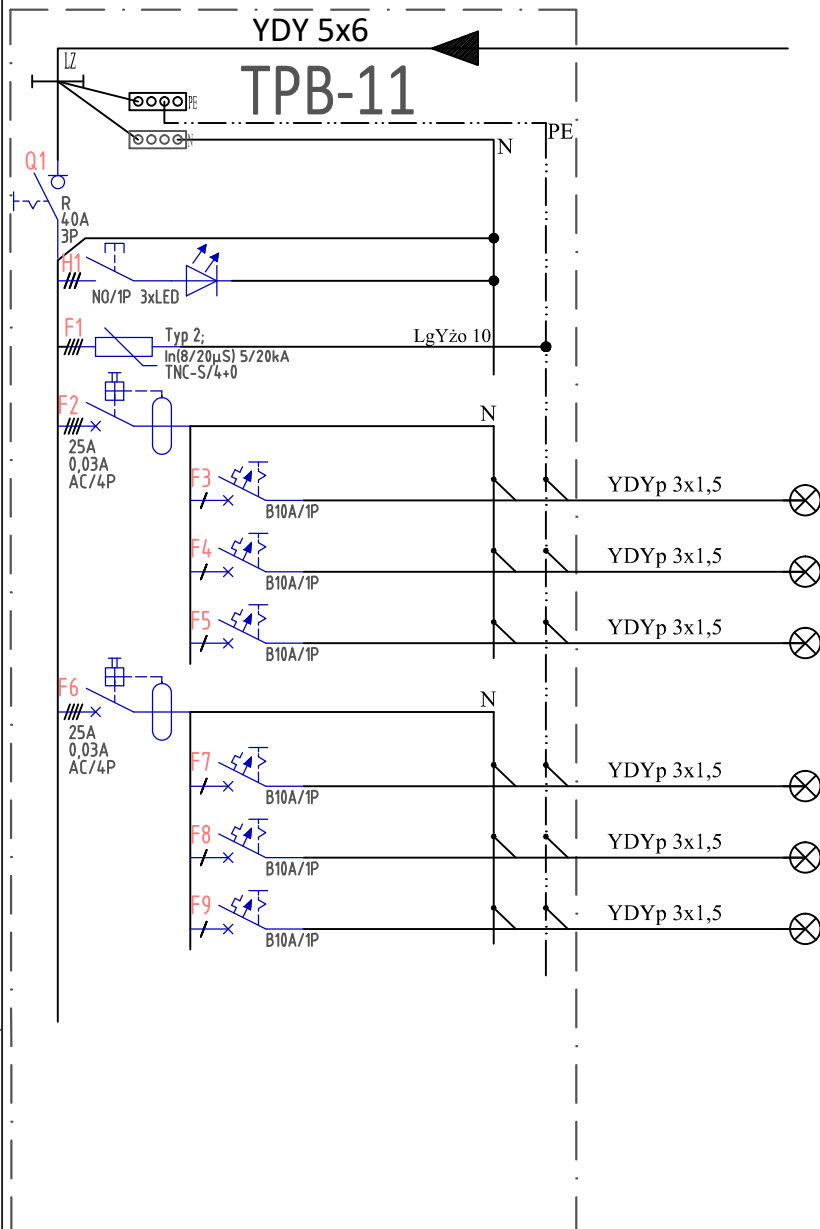 YDY 5x6
LZ
TPB-11
PE
N
N
PE
Q1
R
40A
3P
H1
NO/1P 3xLED
F1
Typ 2;
In(8/20µS) 5/20kA
TNC-S/4+0
LgYżo 10
F2
25A
0,03A
AC/4P
N
F3
B10A/1P
YDYp 3x1,5
F4
B10A/1P
YDYp 3x1,5
F5
B10A/1P
YDYp 3x1,5
F6
25A
0,03A
AC/4P
N
F7
B10A/1P
YDYp 3x1,5
F8
B10A/1P
YDYp 3x1,5
F9
B10A/1P
YDYp 3x1,5